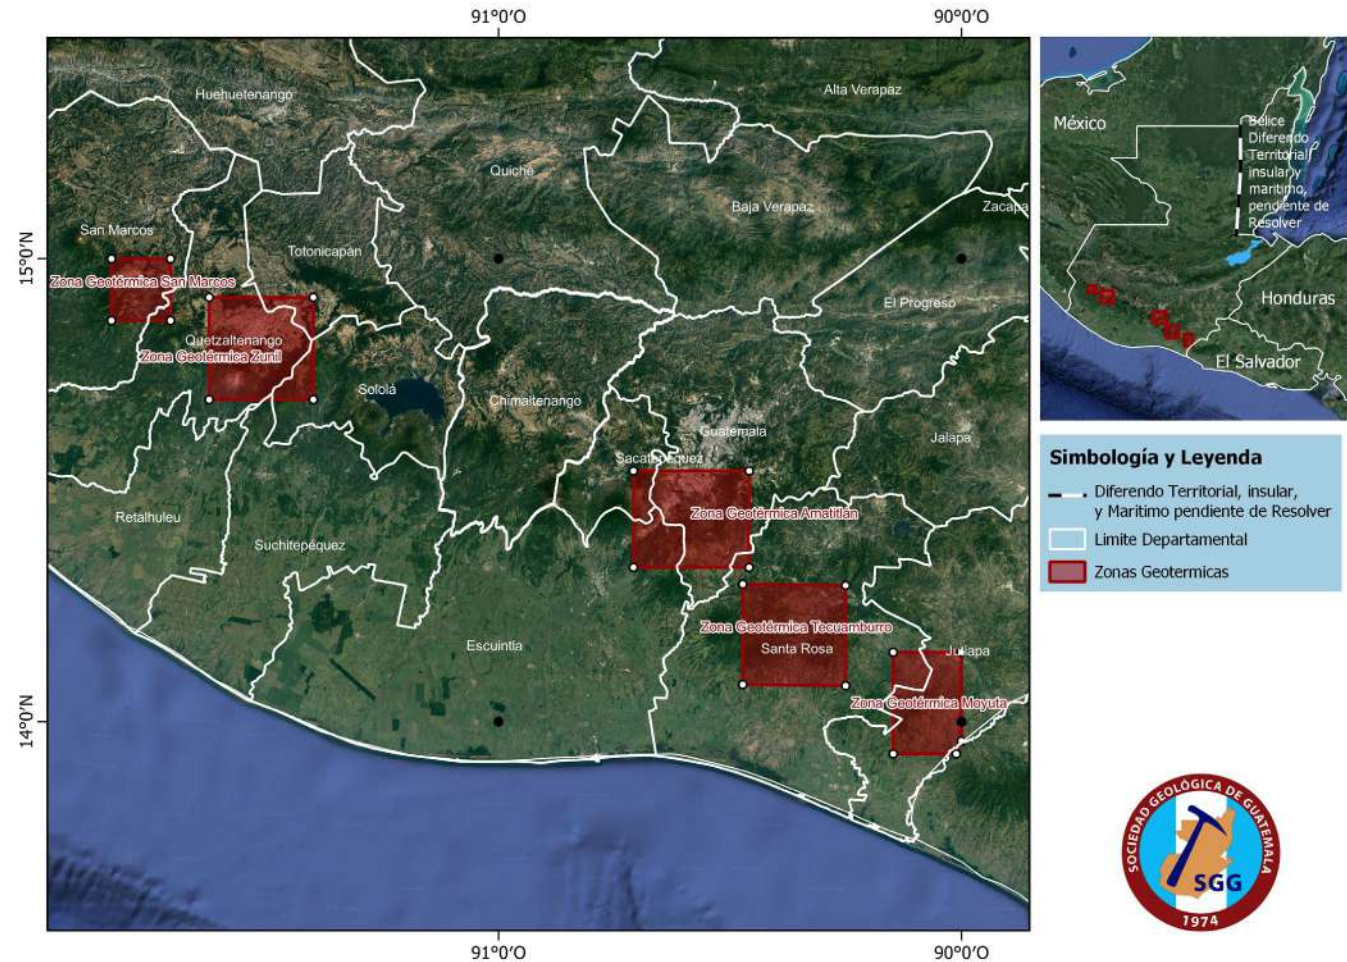 91°0'O
90°0'O
Huehuetenango
Alta Verapaz
Quiché
Baja Verapaz
Zacapa
San Marcos
Totonicapán
15°0'N
Zona Geotérmica San Marcos
El Progreso
Quetzaltenango
Zona Geotérmica Zunil
Sololá
Chimaltenango
Guatemala
Jalapa
Sacatepéquez
Retalhuleu
Zona Geotérmica Amatitlán
Suchitepéquez
Zona Geotérmica Tecuamburro
Escuintla
Santa Rosa
Jutiapa
Zona Geotérmica Moyuta
14°0'N
91°0'O
90°0'O
México
Belice
Diferendo
Territorial,
insular y
maritimo,
pendiente de
Resolver
Honduras
El Salvador
Simbología y Leyenda
Diferendo Territorial, insular,
y Maritimo pendiente de Resolver
Limite Departamental
Zonas Geotermicas
SOCIEDAD GEOLÓGICA DE GUATEMALA
SGG
1974